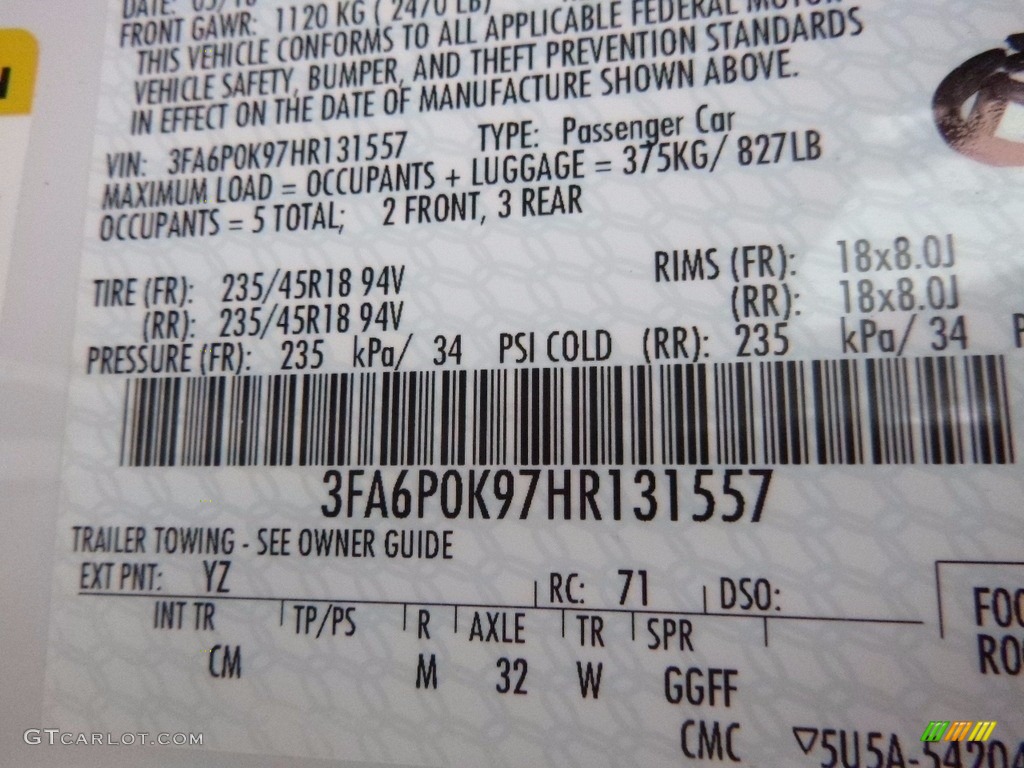 DATE:
FRONT GAWR: 1120 KG ( 2470 LB)
THIS VEHICLE CONFORMS TO ALL APPLICABLE FEDERAL MOTOR
VEHICLE SAFETY, BUMPER, AND THEFT PREVENTION STANDARDS
IN EFFECT ON THE DATE OF MANUFACTURE SHOWN ABOVE.
VIN: 3FA6P0K97HR131557 TYPE: Passenger Car
MAXIMUM LOAD = OCCUPANTS + LUGGAGE = 375KG/ 827LB
OCCUPANTS = 5 TOTAL; 2 FRONT, 3 REAR
TIRE (FR): 235/45R18 94V RIMS (FR): 18x8.0J
(RR): 235/45R18 94V (RR): 18x8.0J
PRESSURE (FR): 235 kPa/ 34 PSI COLD (RR): 235 kPa/ 34
3FA6P0K97HR131557
TRAILER TOWING - SEE OWNER GUIDE
EXT PNT: YZ RC: 71 DSO:
INT TR TP/PS R AXLE TR SPR
CM M 32 W GGFF
CMC
GTCARLOT.COM